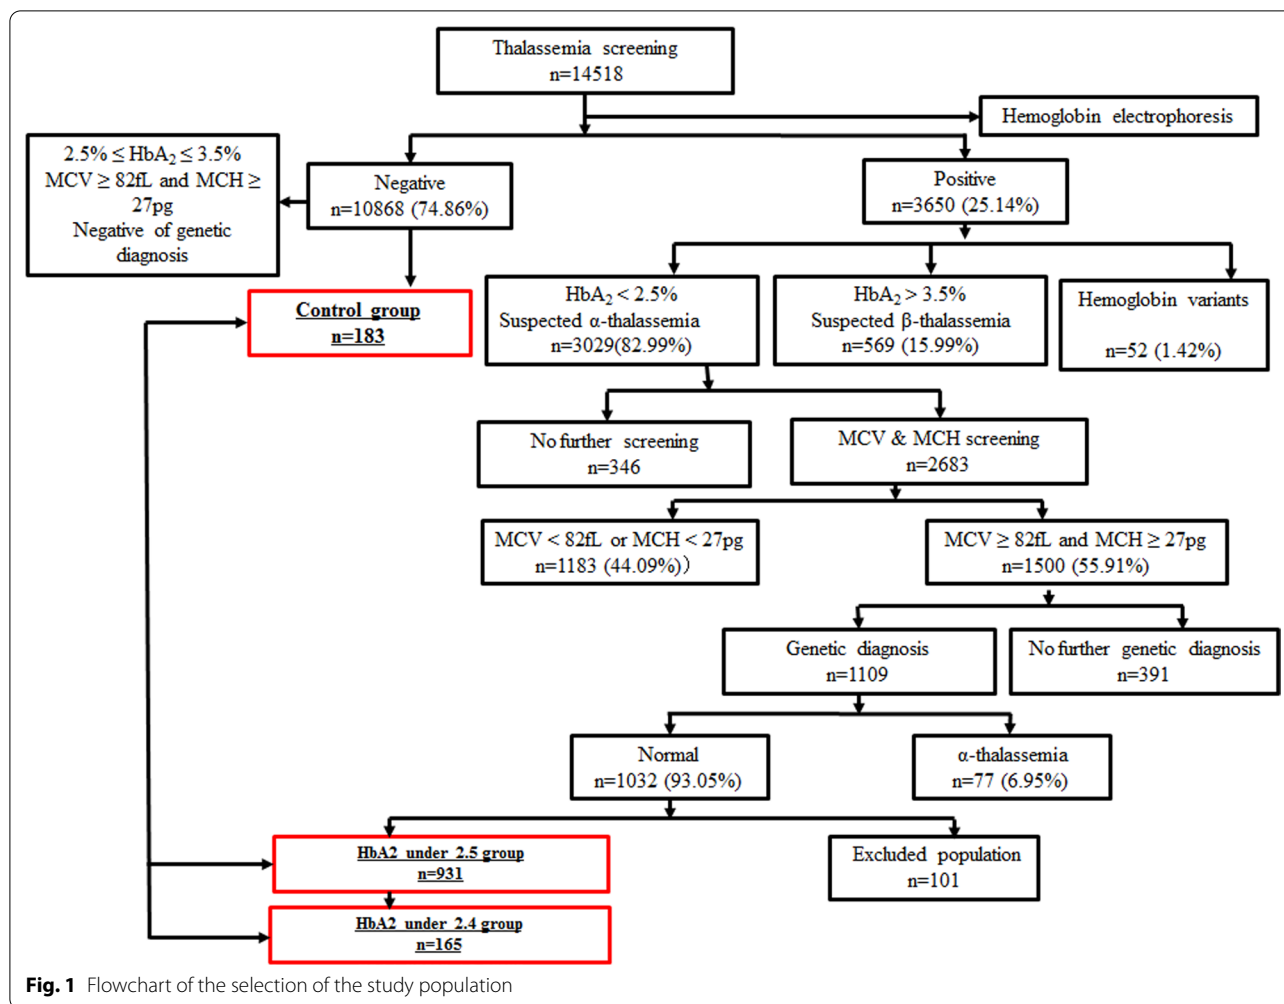 Thalassemia screening
n=14518
Hemoglobin electrophoresis
2.5% ≤ HbA₂ ≤ 3.5%
MCV ≥ 82fL and MCH ≥
27pg
Negative of genetic
diagnosis
Negative
n=10868 (74.86%)
Positive
n=3650 (25.14%)
Control group
n=183
HbA₂ < 2.5%
Suspected α-thalassemia
n=3029(82.99%)
HbA₂ > 3.5%
Suspected β-thalassemia
n=569 (15.99%)
Hemoglobin variants
n=52 (1.42%)
No further screening
n=346
MCV & MCH screening
n=2683
MCV < 82fL or MCH < 27pg
n=1183 (44.09%)）
MCV ≥ 82fL and MCH ≥ 27pg
n=1500 (55.91%)
Genetic diagnosis
n=1109
No further genetic diagnosis
n=391
Normal
n=1032 (93.05%)
α-thalassemia
n=77 (6.95%)
HbA2 under 2.5 group
n=931
Excluded population
n=101
HbA2 under 2.4 group
n=165
Fig. 1 Flowchart of the selection of the study population